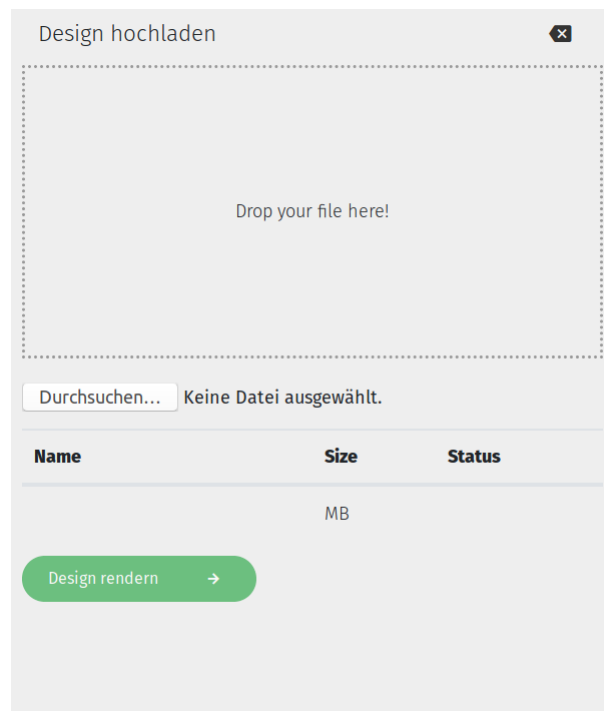 Design hochladen
Drop your file here!
Durchsuchen... Keine Datei ausgewählt.
Name Size Status
MB
Design rendern